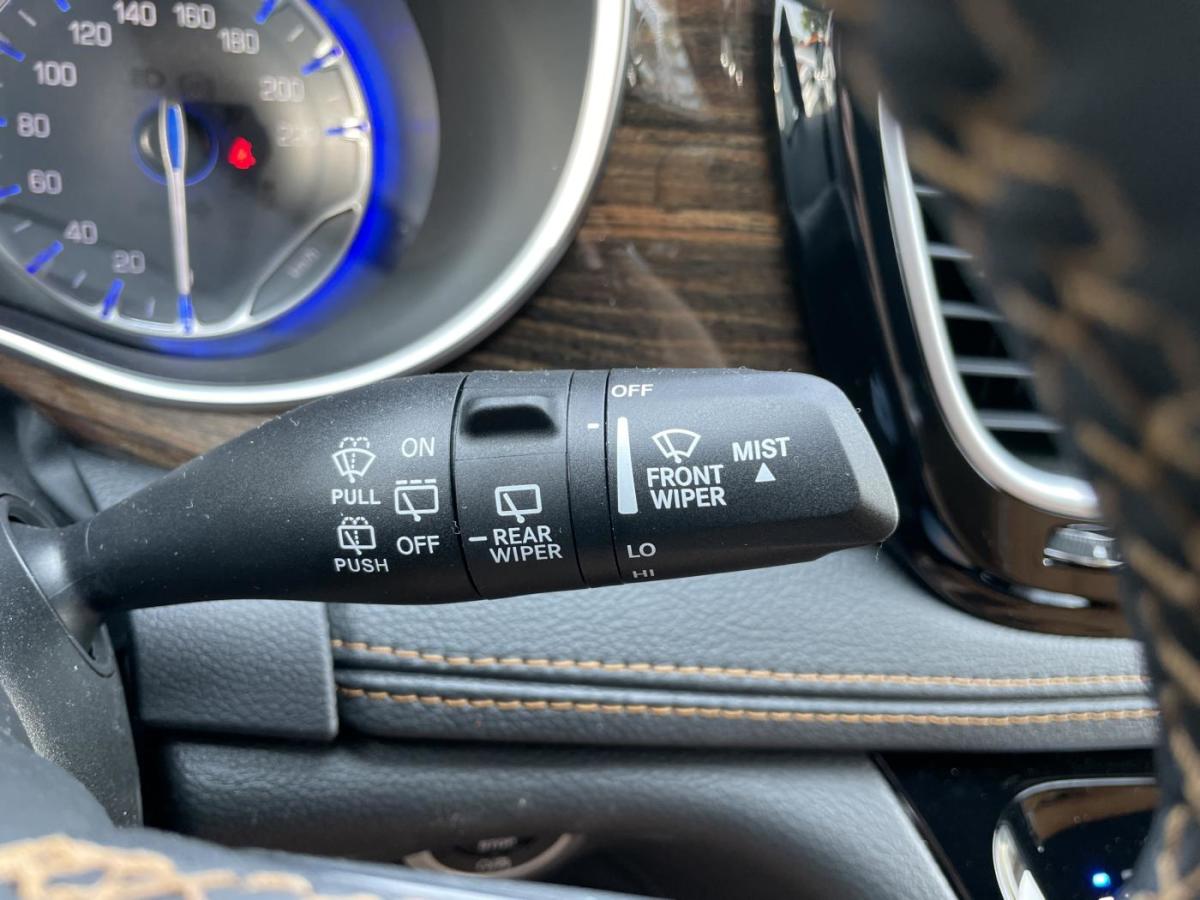 140
160
120
180
100
200
80
220
60
40
20
km/h
OFF
ON
PULL
FRONT
WIPER
MIST
REAR
WIPER
OFF
PUSH
LO
HI